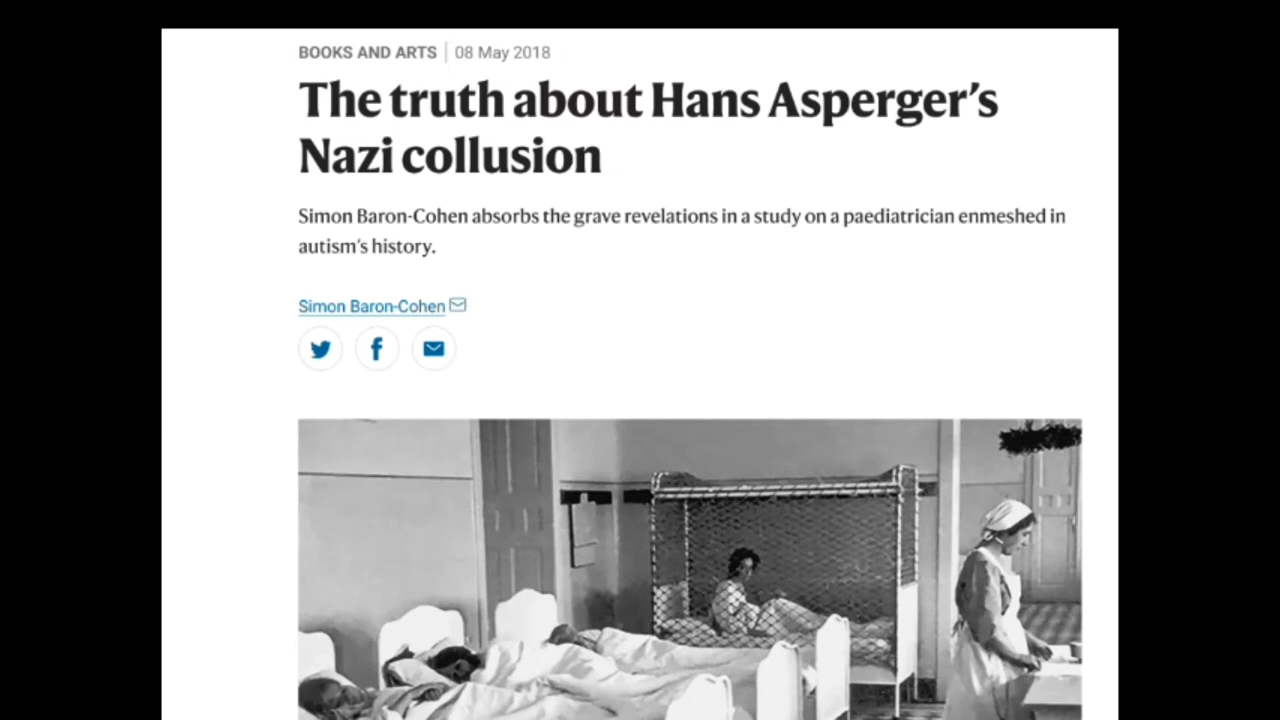 BOOKS AND ARTS | 08 May 2018
The truth about Hans Asperger’s
Nazi collusion
Simon Baron-Cohen absorbs the grave revelations in a study on a paediatrician enmeshed in
autism’s history.
Simon Baron-Cohen